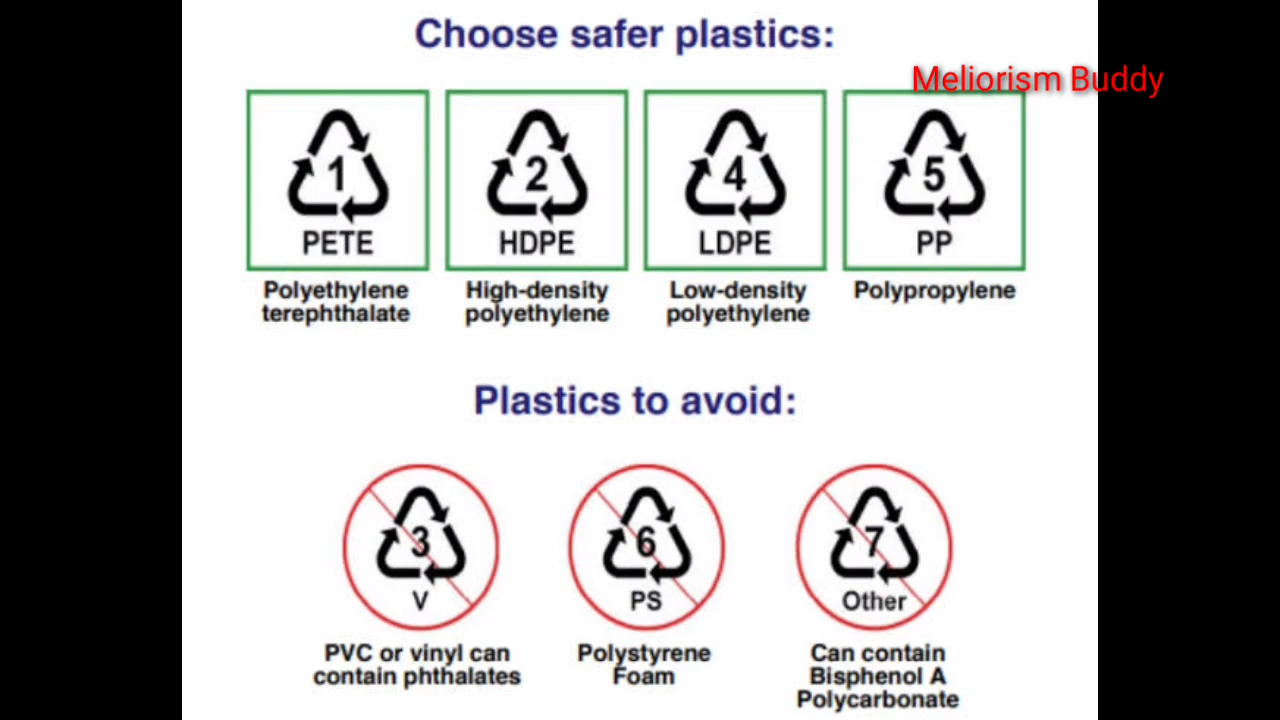 Choose safer plastics:
Meliorism Buddy
1
PETE
Polyethylene
terephthalate
2
HDPE
High-density
polyethylene
4
LDPE
Low-density
polyethylene
5
PP
Polypropylene
Plastics to avoid:
3
V
PVC or vinyl can
contain phthalates
6
PS
Polystyrene
Foam
7
Other
Can contain
Bisphenol A
Polycarbonate